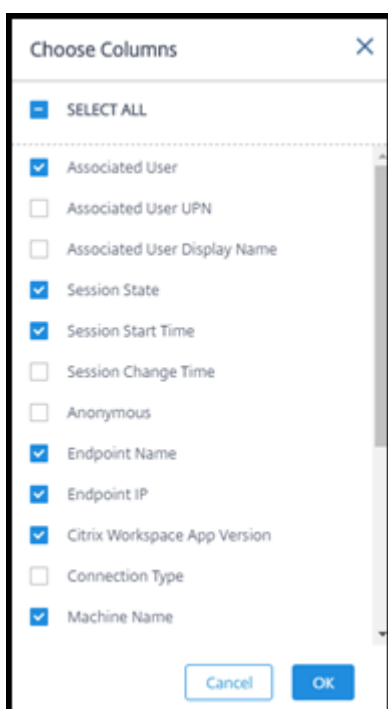 Choose Columns
SELECT ALL
Associated User
Associated User UPN
Associated User Display Name
Session State
Session Start Time
Session Change Time
Anonymous
Endpoint Name
Endpoint IP
Citrix Workspace App Version
Connection Type
Machine Name
Cancel OK